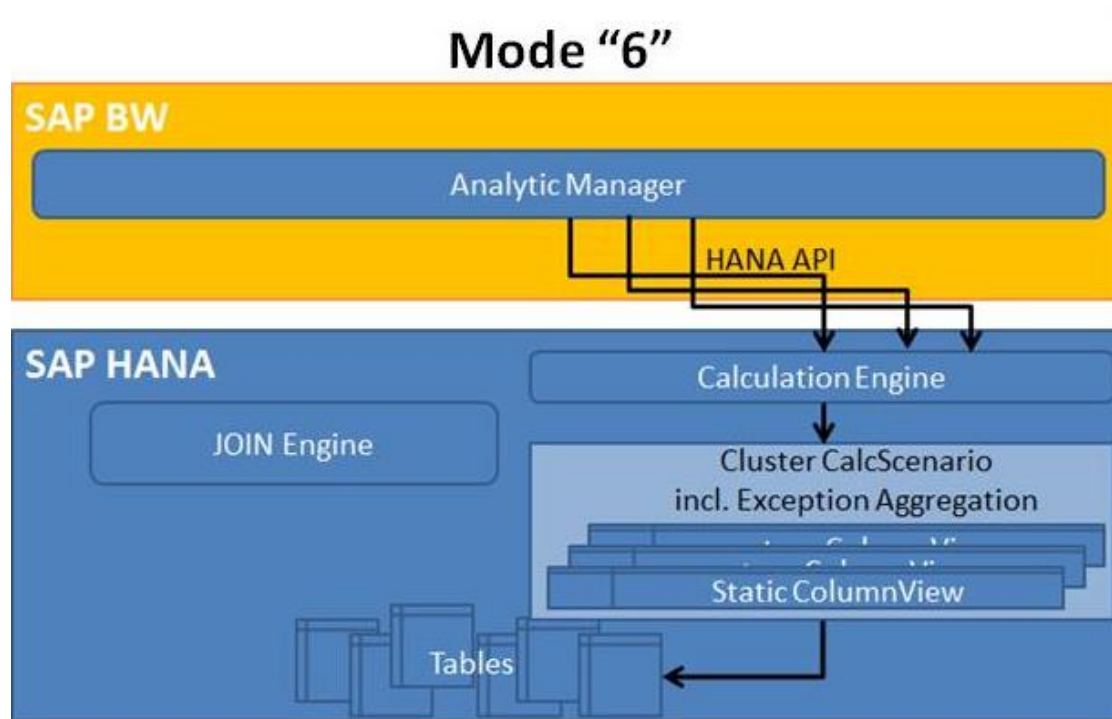 Mode “6”
SAP BW
Analytic Manager
HANA API
SAP HANA
Calculation Engine
JOIN Engine
Cluster CalcScenario
incl. Exception Aggregation
Static ColumnView
Tables